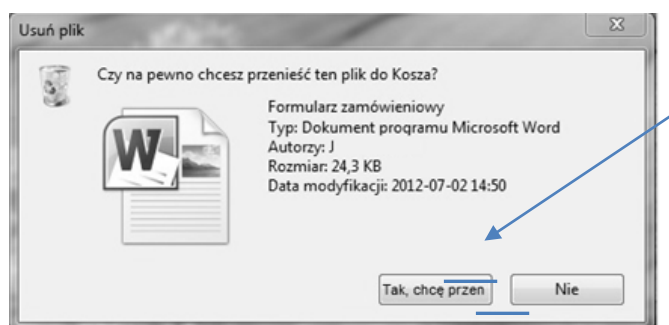 Usuń plik
Czy na pewno chcesz przenieść ten plik do Kosza?
Formularz zamówieniowy
Typ: Dokument programu Microsoft Word
Autorzy: J
Rozmiar: 24,3 KB
Data modyfikacji: 2012-07-02 14:50
W
Tak, chcę przen
Nie